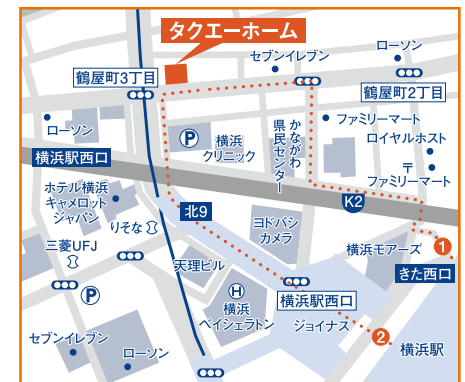 タクエーホーム
セブンイレブン
ローソン
鶴屋町3丁目
鶴屋町2丁目
ローソン
P
横浜
クリニック
かながわ
県民センター
ファミリーマート
ロイヤルホスト
〒
ファミリーマート
横浜駅西口
K2
ホテル横浜
キャメロット
ジャパン
北9
ヨドバシ
カメラ
1
りそな
横浜モアーズ
きた西口
三菱UFJ
天理ビル
P
H
横浜
ベイシェラトン
横浜駅西口
ジョイナス
2
横浜駅
セブンイレブン
ローソン